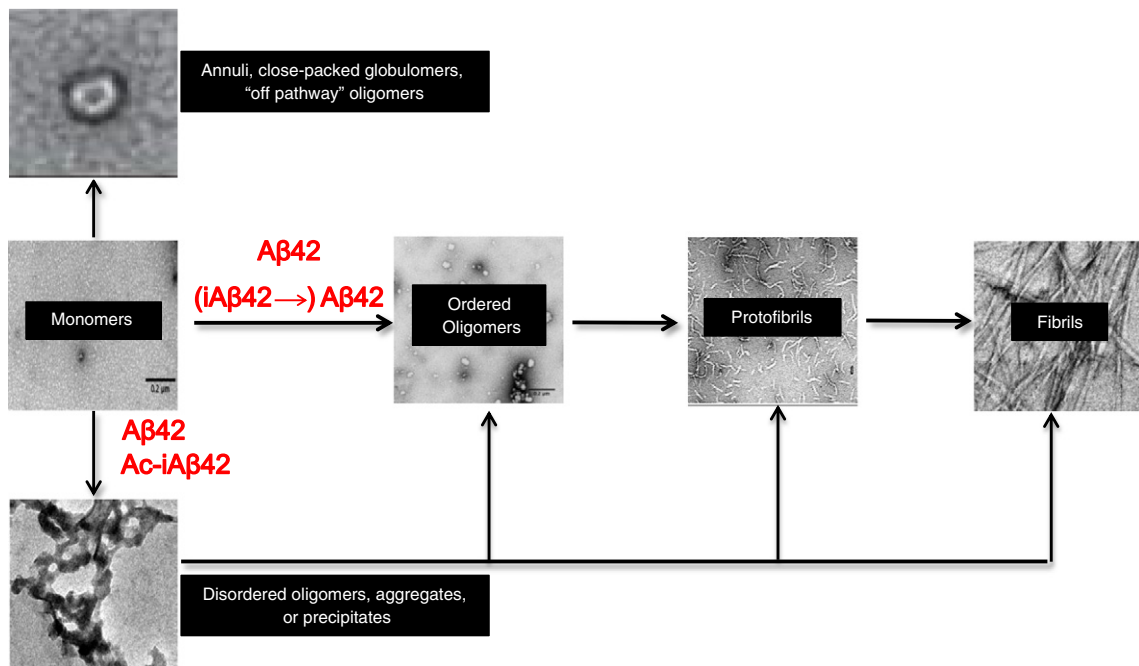 Annuli, close-packed globulomers,
“off pathway” oligomers
Aβ42
(iAβ42→) Aβ42
Monomers
0.2 μm
Ordered
Oligomers
Protofibrils
Fibrils
Aβ42
Ac-iAβ42
Disordered oligomers, aggregates,
or precipitates